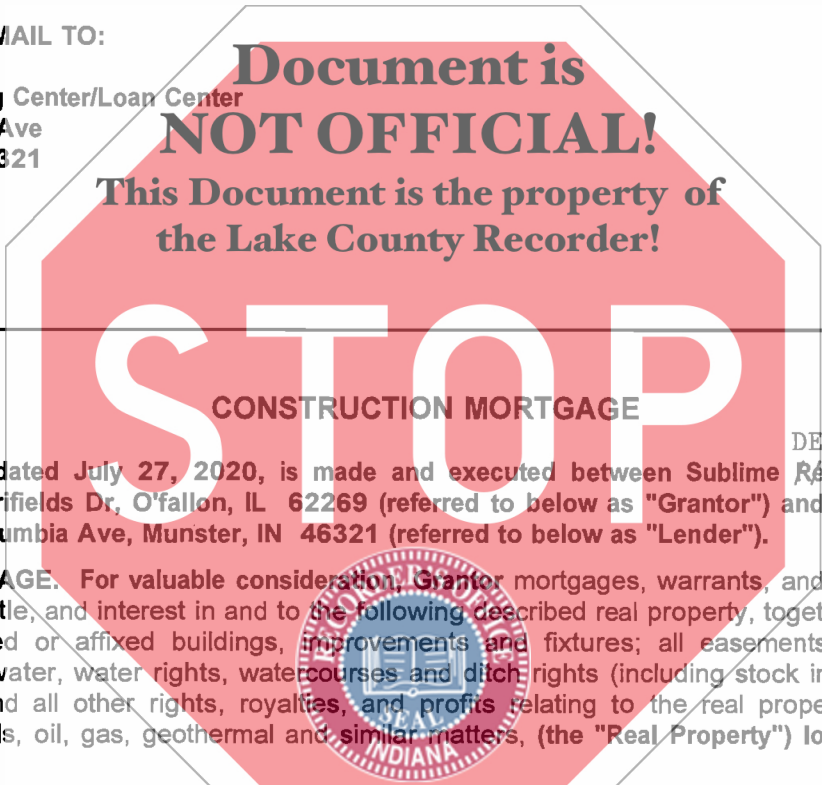 MAIL TO:
Document is
Center/Loan Center
NOT OFFICIAL!
Ave
321
This Document is the property of
the Lake County Recorder!
STOP
CONSTRUCTION MORTGAGE
DE
dated July 27, 2020, is made and executed between Sublime Re
rifields Dr, O'fallon, IL 62269 (referred to below as "Grantor") and
umbia Ave, Munster, IN 46321 (referred to below as "Lender").
AGE. For valuable consideration, Grantor mortgages, warrants, and
tle, and interest in and to the following described real property, toget
ed or affixed buildings, improvements and fixtures; all easements
water, water rights, watercourses and ditch rights (including stock in
nd all other rights, royalties, and profits relating to the real prope
s, oil, gas, geothermal and similar matters, (the "Real Property") lo
RECORDER'S OFFICE
SEAL
INDIANA